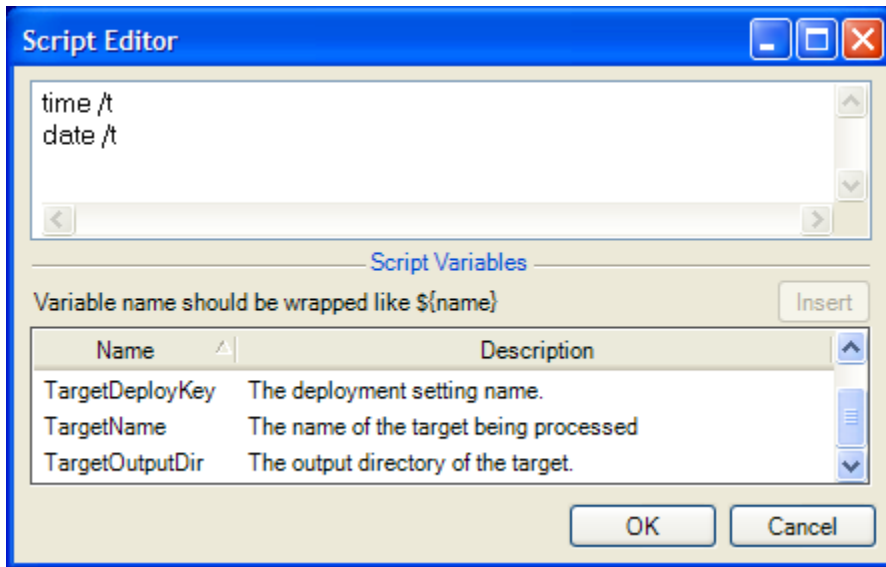 Script Editor
time /t
date /t
Script Variables
Variable name should be wrapped like ${name}
Insert
Name Description
TargetDeployKey The deployment setting name.
TargetName The name of the target being processed
TargetOutputDir The output directory of the target.
OK Cancel